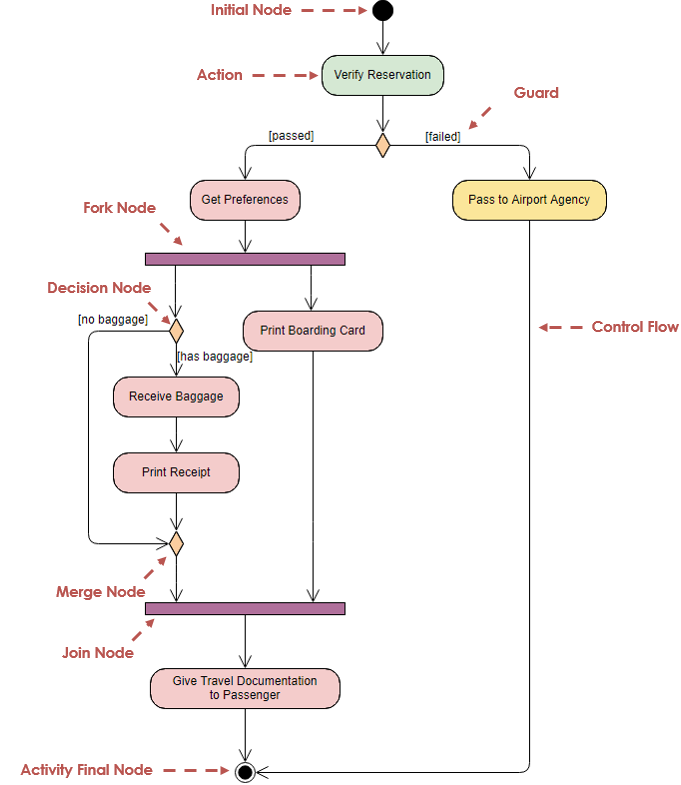 Initial Node
Action
Verify Reservation
Guard
[passed]
[failed]
Get Preferences
Pass to Airport Agency
Fork Node
Decision Node
[no baggage]
Print Boarding Card
Control Flow
[has baggage]
Receive Baggage
Print Receipt
Merge Node
Join Node
Give Travel Documentation
to Passenger
Activity Final Node